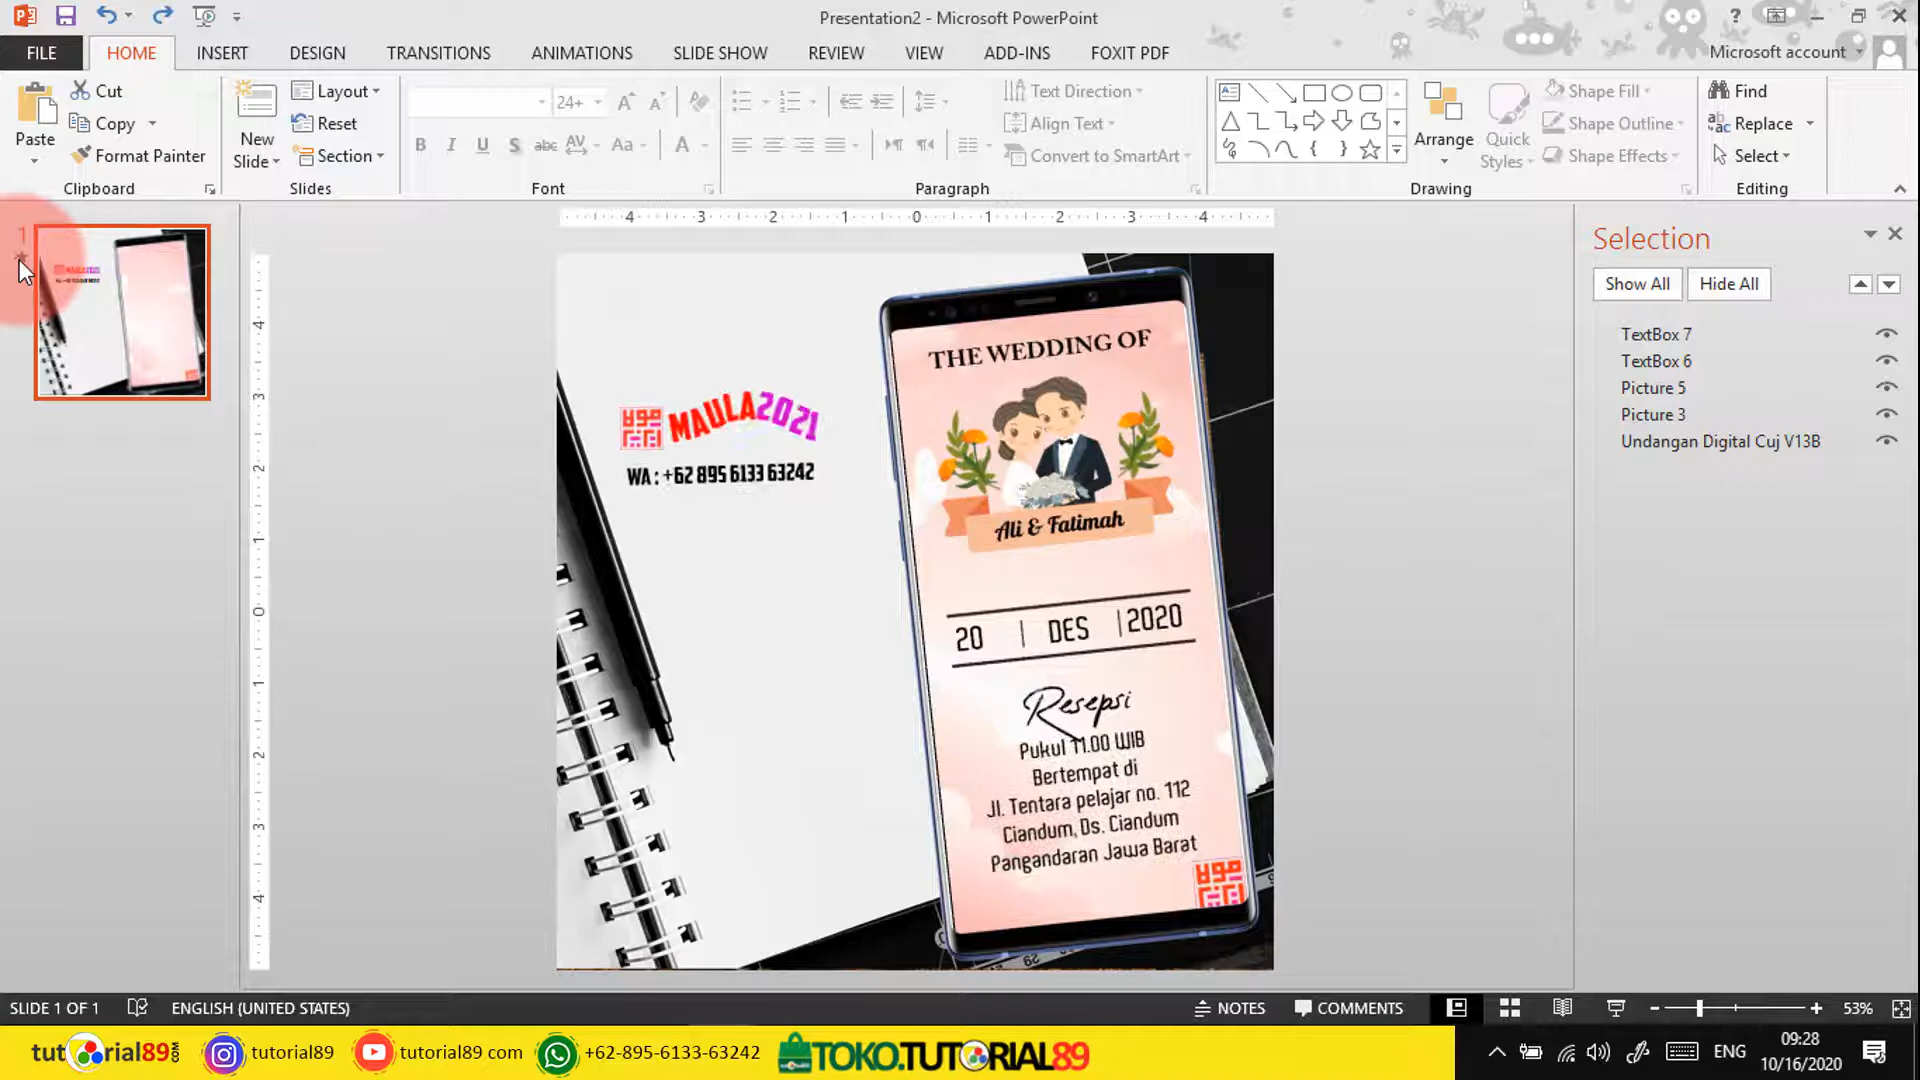 Presentation2 - Microsoft PowerPoint
FILE
HOME
INSERT
DESIGN
TRANSITIONS
ANIMATIONS
SLIDE SHOW
REVIEW
VIEW
ADD-INS
FOXIT PDF
Microsoft account
Paste
Cut
Copy
Format Painter
Clipboard
New Slide
Layout
Reset
Section
Slides
24+
Font
Text Direction
Align Text
Convert to SmartArt
Paragraph
Arrange
Quick Styles
Shape Fill
Shape Outline
Shape Effects
Drawing
Find
Replace
Select
Editing
1
MAULA2021
WA : +62 895 6133 63242
THE WEDDING OF
Ali & Fatimah
20 | DES | 2020
Resepsi
Pukul 11.00 WIB
Bertempat di
Jl. Tentara pelajar no. 112
Ciandum, Ds. Ciandum
Pangandaran Jawa Barat
Selection
Show All
Hide All
TextBox 7
TextBox 6
Picture 5
Picture 3
Undangan Digital Cuj V13B
SLIDE 1 OF 1
ENGLISH (UNITED STATES)
NOTES
COMMENTS
53%
tutorial89.com
tutorial89
tutorial89 com
+62-895-6133-63242
TOKO.TUTORIAL89
ENG
09:28
10/16/2020